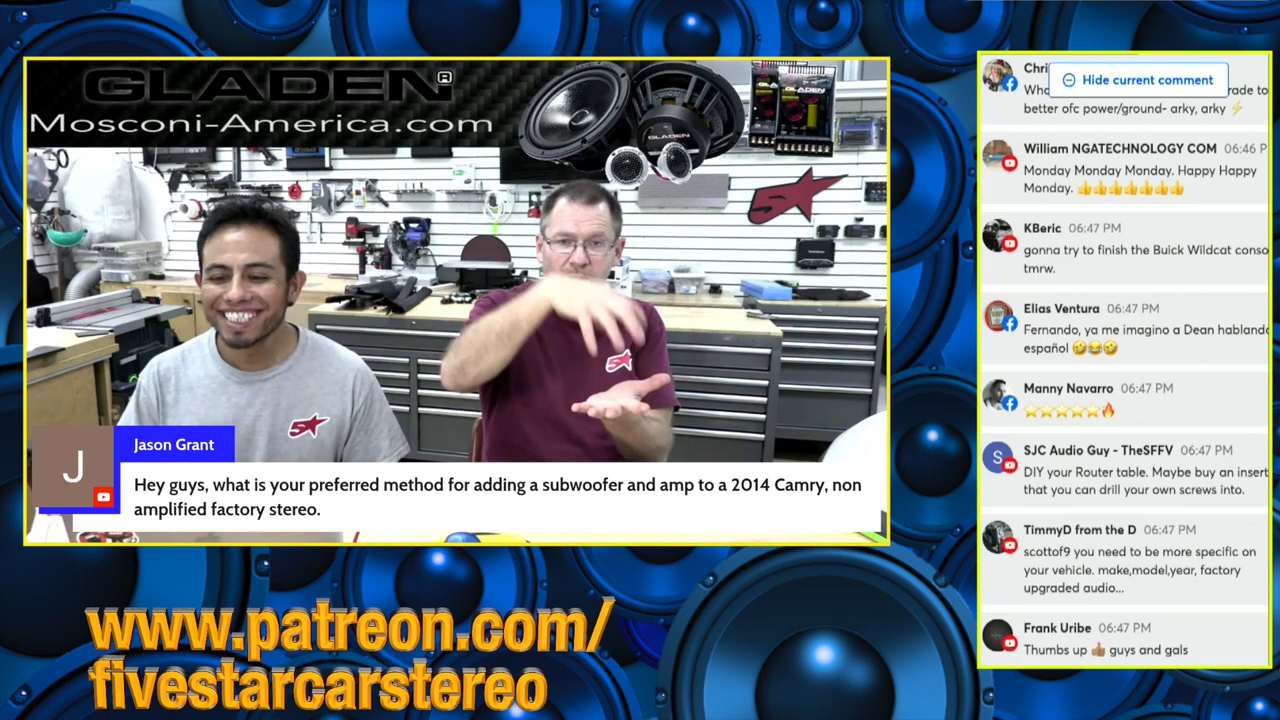 GLADEN®
Mosconi-America.com
GLADEN
GLADEN
GLADEN
Jason Grant
J
Hey guys, what is your preferred method for adding a subwoofer and amp to a 2014 Camry, non
amplified factory stereo.
www.patreon.com/
fivestarcarstereo
Hide current comment
better ofc power/ground- arky, arky ⚡
William NGATECHNOLOGY COM 06:46 P
Monday Monday Monday. Happy Happy
Monday. 👍👍👍👍👍👍
KBeric 06:47 PM
gonna try to finish the Buick Wildcat conso
tmrw.
Elias Ventura 06:47 PM
Fernando, ya me imagino a Dean hablando
español 🤣😂🤣
Manny Navarro 06:47 PM
⭐⭐⭐⭐⭐🔥
S
SJC Audio Guy - TheSFFV 06:47 PM
DIY your Router table. Maybe buy an insert
that you can drill your own screws into.
TimmyD from the D 06:47 PM
scottof9 you need to be more specific on
your vehicle. make,model,year, factory
upgraded audio...
Frank Uribe 06:47 PM
Thumbs up 👍🏽 guys and gals